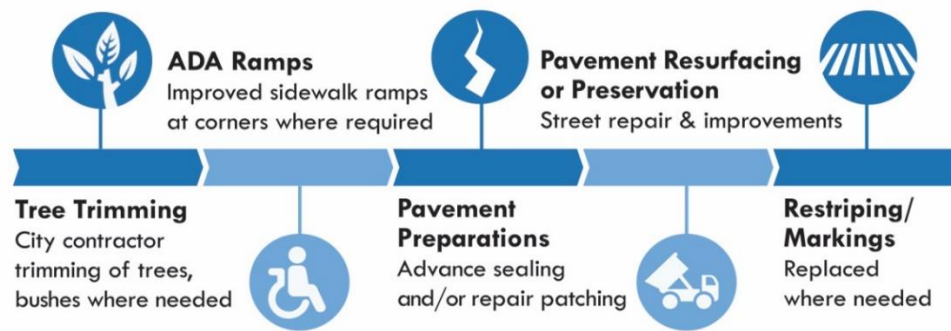 Tree Trimming
City contractor
trimming of trees,
bushes where needed
ADA Ramps
Improved sidewalk ramps
at corners where required
Pavement
Preparations
Advance sealing
and/or repair patching
Pavement Resurfacing
or Preservation
Street repair & improvements
Restriping/
Markings
Replaced
where needed